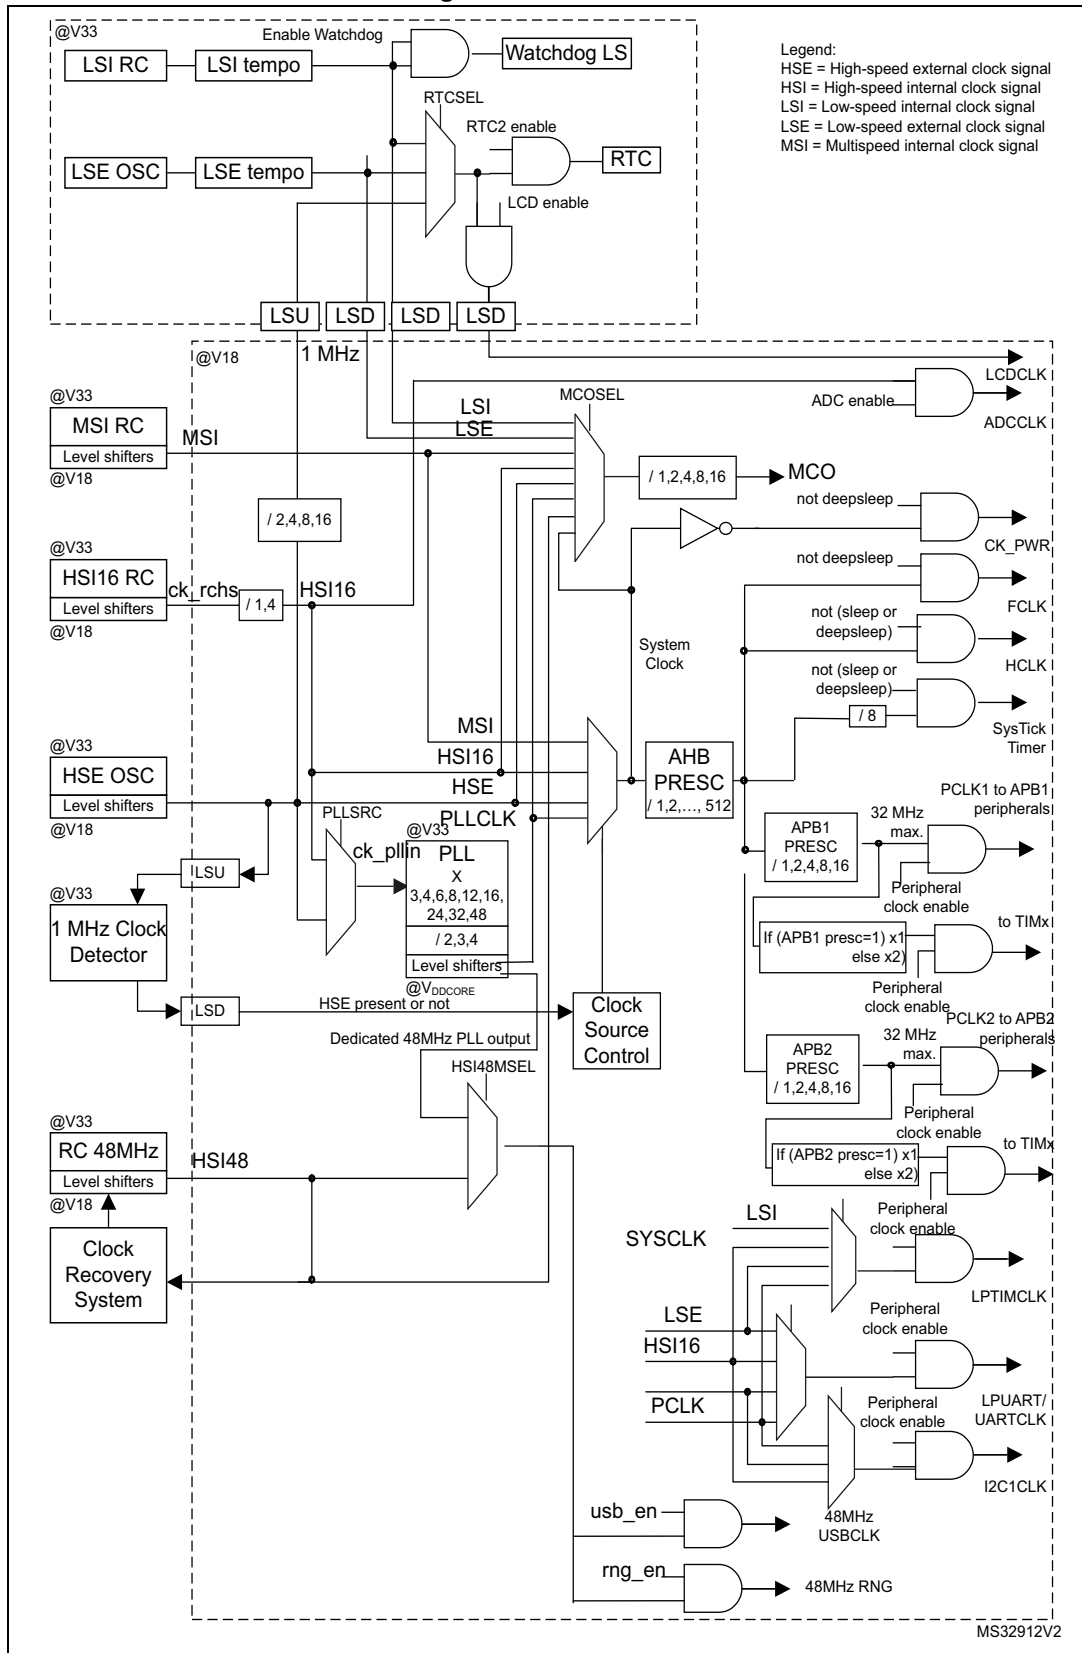 @V33
Enable Watchdog
LSI RC
LSI tempo
Watchdog LS
Legend:
HSE = High-speed external clock signal
HSI = High-speed internal clock signal
LSI = Low-speed internal clock signal
LSE = Low-speed external clock signal
MSI = Multispeed internal clock signal
RTCSEL
RTC2 enable
RTC
LSE OSC
LSE tempo
LCD enable
LSU
LSD
LSD
LSD
@V18
1 MHz
LCDCLK
ADC enable
ADCCLK
@V33
MSI RC
Level shifters
@V18
MSI
MCOSEL
LSI
LSE
/ 1,2,4,8,16
MCO
/ 2,4,8,16
not deepsleep
CK_PWR
@V33
HSI16 RC
Level shifters
@V18
ck_rchs
/ 1,4
HSI16
not deepsleep
FCLK
not (sleep or
deepsleep)
HCLK
System
Clock
not (sleep or
deepsleep)
/ 8
SysTick
Timer
@V33
HSE OSC
Level shifters
@V18
MSI
HSI16
HSE
PLLCLK
AHB
PRESC
/ 1,2,…, 512
PCLK1 to APB1
peripherals
32 MHz
max.
APB1
PRESC
/ 1,2,4,8,16
Peripheral
clock enable
PLLSRC
ck_pllin
@V33
PLL
X
3,4,6,8,12,16,
24,32,48
/ 2,3,4
Level shifters
@VDDCORE
LSU
@V33
1 MHz Clock
Detector
LSD
HSE present or not
Clock
Source
Control
If (APB1 presc=1) x1
else x2)
to TIMx
Peripheral
clock enable
PCLK2 to APB2
peripherals
32 MHz
max.
APB2
PRESC
/ 1,2,4,8,16
Peripheral
clock enable
Dedicated 48MHz PLL output
HSI48MSEL
@V33
RC 48MHz
Level shifters
@V18
HSI48
If (APB2 presc=1) x1
else x2)
to TIMx
Peripheral
clock enable
Clock
Recovery
System
LSI
SYSCLK
LPTIMCLK
LSE
HSI16
PCLK
Peripheral
clock enable
LPUART/
UARTCLK
Peripheral
clock enable
I2C1CLK
usb_en
48MHz
USBCLK
rng_en
48MHz RNG
MS32912V2